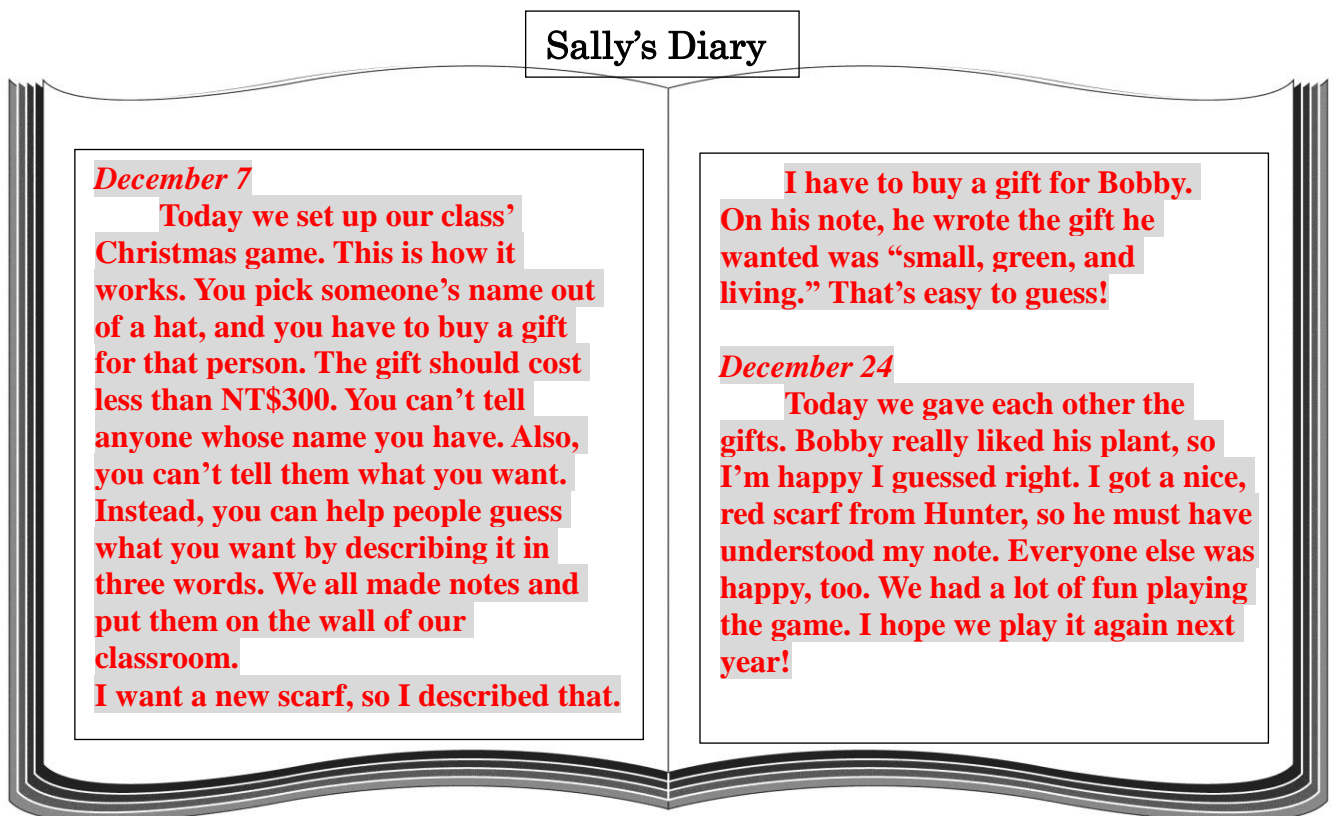 Sally's Diary
December 7
Today we set up our class'
Christmas game. This is how it
works. You pick someone's name out
of a hat, and you have to buy a gift
for that person. The gift should cost
less than NT$300. You can't tell
anyone whose name you have. Also,
you can't tell them what you want.
Instead, you can help people guess
what you want by describing it in
three words. We all made notes and
put them on the wall of our
classroom.
I want a new scarf, so I described that.
I have to buy a gift for Bobby.
On his note, he wrote the gift he
wanted was “small, green, and
living.” That's easy to guess!
December 24
Today we gave each other the
gifts. Bobby really liked his plant, so
I'm happy I guessed right. I got a nice,
red scarf from Hunter, so he must have
understood my note. Everyone else was
happy, too. We had a lot of fun playing
the game. I hope we play it again next
year!